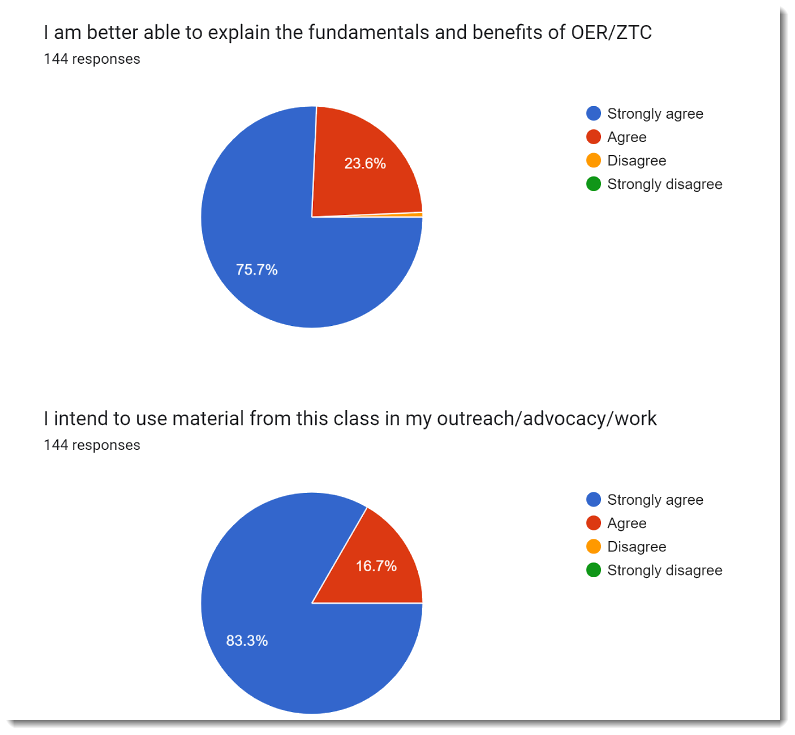 I am better able to explain the fundamentals and benefits of OER/ZTC
144 responses
Strongly agree
Agree
Disagree
Strongly disagree
23.6%
75.7%
I intend to use material from this class in my outreach/advocacy/work
144 responses
Strongly agree
Agree
Disagree
Strongly disagree
16.7%
83.3%